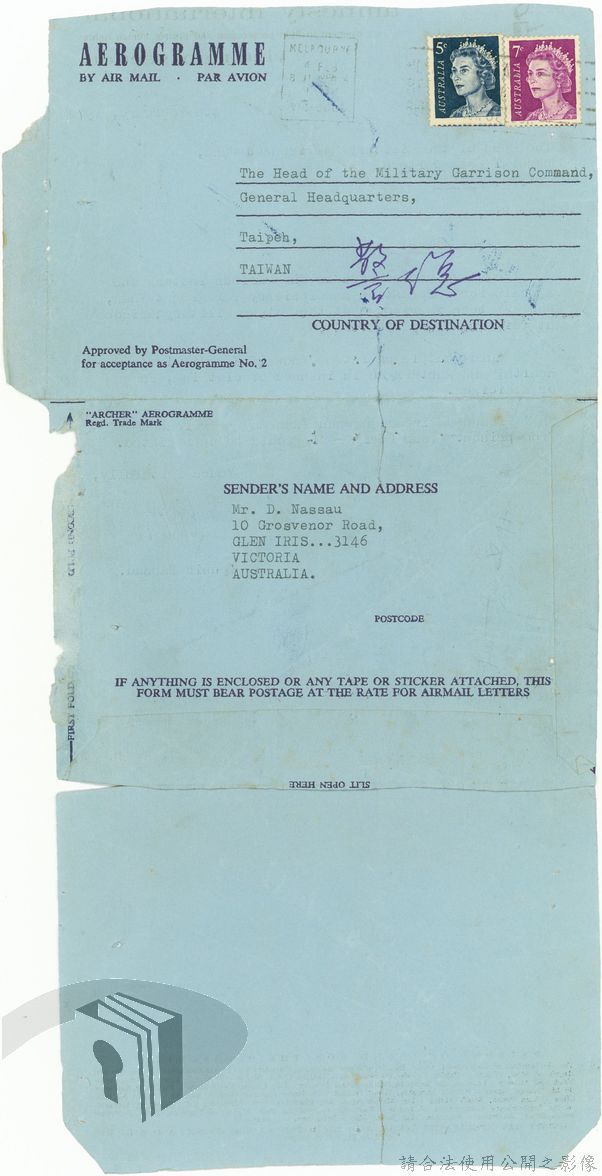 AEROGRAMME
BY AIR MAIL · PAR AVION
MELBOURNE
5c
AUSTRALIA
7c
AUSTRALIA
The Head of the Military Garrison Command,
General Headquarters,
Taipeh,
TAIWAN
COUNTRY OF DESTINATION
Approved by Postmaster-General
for acceptance as Aerogramme No. 2
"ARCHER" AEROGRAMME
Regd. Trade Mark
SENDER'S NAME AND ADDRESS
Mr. D. Nassau
10 Grosvenor Road,
GLEN IRIS...3146
VICTORIA
AUSTRALIA.
POSTCODE
IF ANYTHING IS ENCLOSED OR ANY TAPE OR STICKER ATTACHED, THIS
FORM MUST BEAR POSTAGE AT THE RATE FOR AIRMAIL LETTERS
FIRST FOLD
SLIT OPEN HERE
請合法使用公開之影像